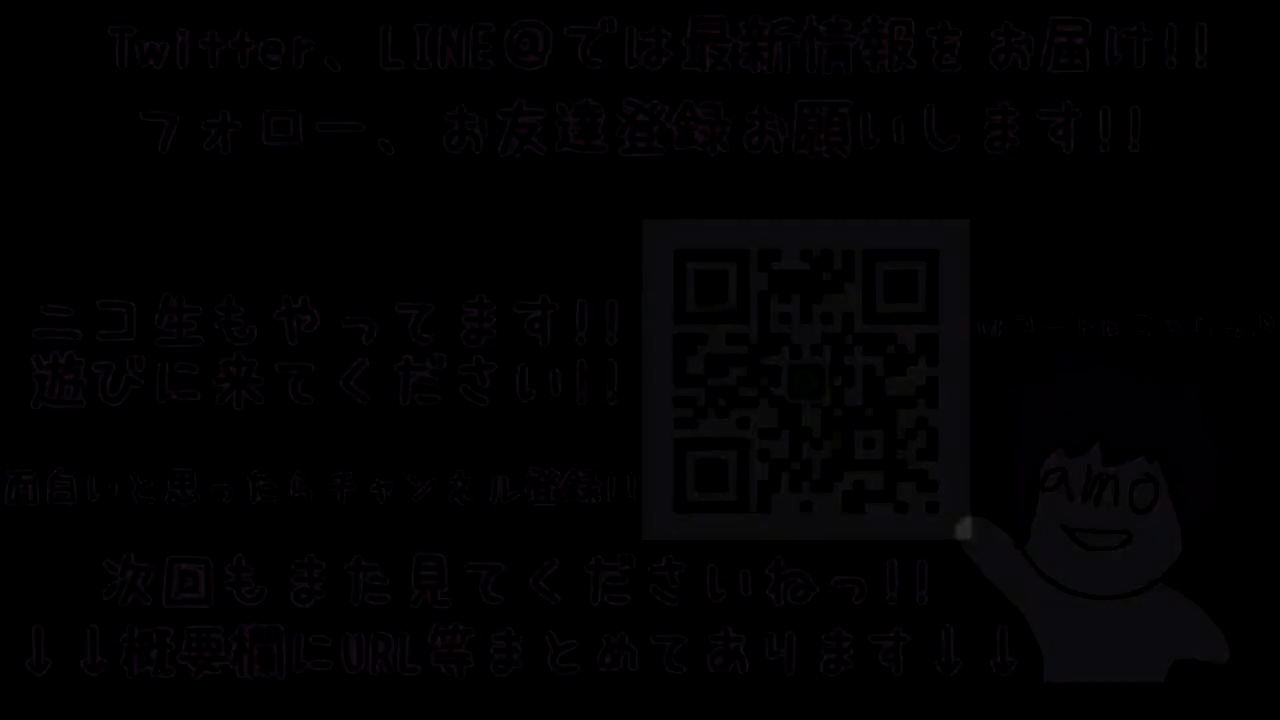 Twitter、LINE@では最新情報をお届け!!
フォロー、お友達登録お願いします!!
ニコ生もやってます!!
遊びに来てください!!
面白いと思ったらチャンネル登録!!
amo
次回もまた見てくださいねっ!!
↓↓概要欄にURL等まとめてあります↓↓